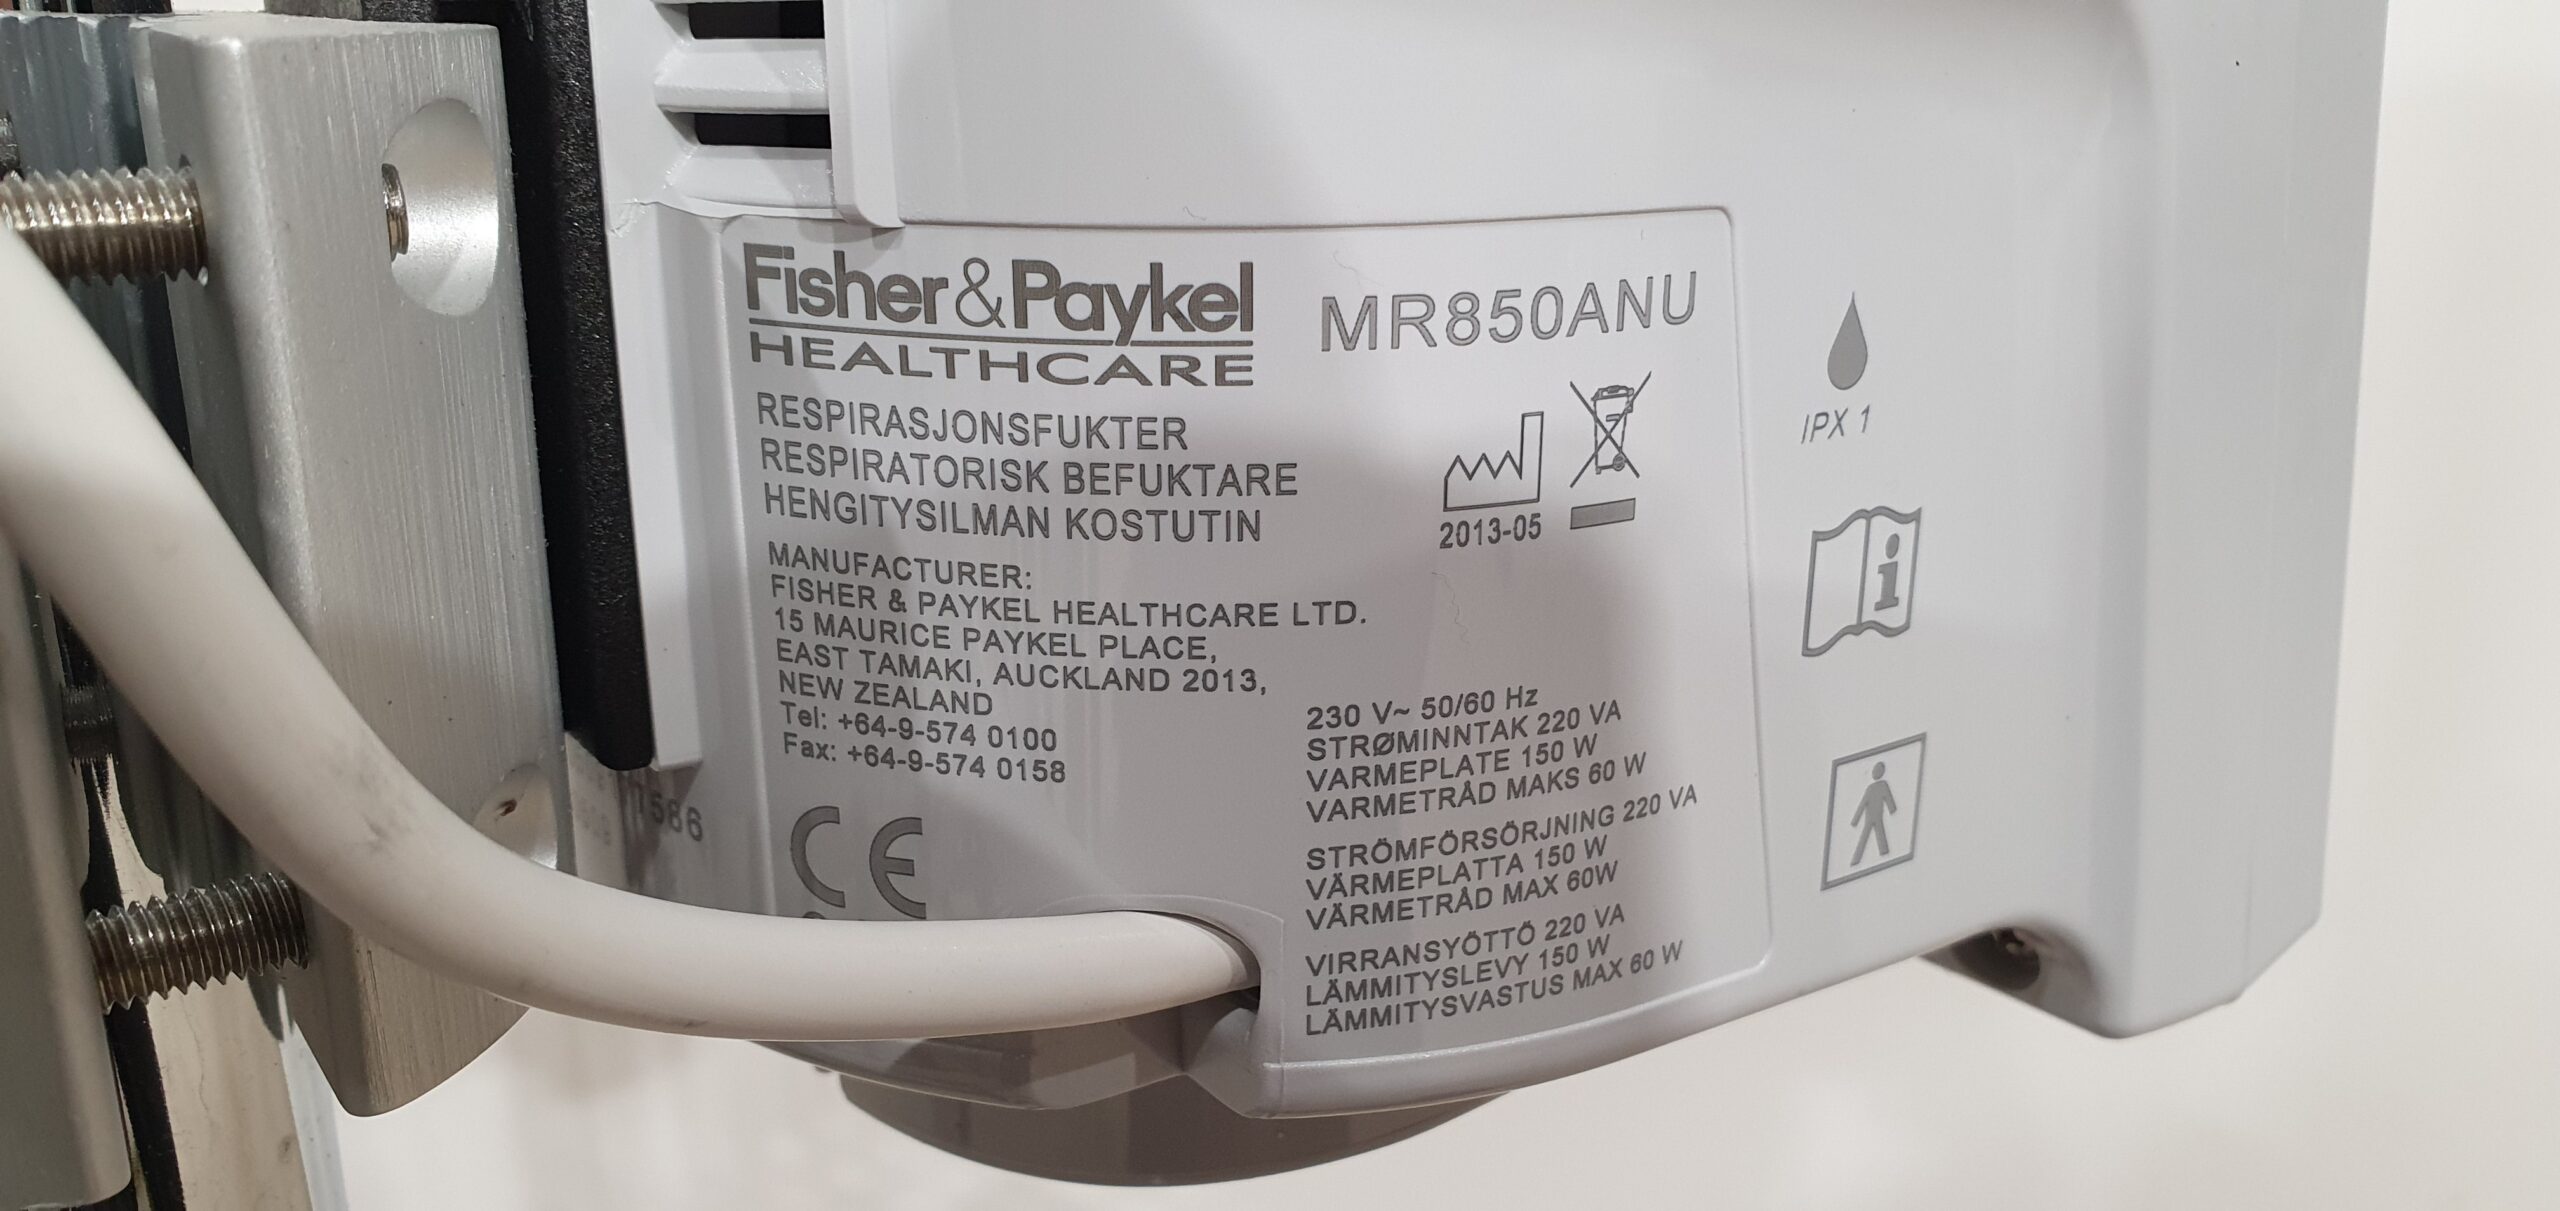 Fisher&Paykel
HEALTHCARE
MR850ANU
RESPIRASJONSFUKTER
RESPIRATORISK BEFUKTARE
HENGITYSILMAN KOSTUTIN
2013-05
MANUFACTURER:
FISHER & PAYKEL HEALTHCARE LTD.
15 MAURICE PAYKEL PLACE,
EAST TAMAKI, AUCKLAND 2013,
NEW ZEALAND
Tel: +64-9-574 0100
Fax: +64-9-574 0158
CE
230 V~ 50/60 Hz
STRØMINNTAK 220 VA
VARMEPLATE 150 W
VARMETRÅD MAKS 60 W
STRÖMFÖRSÖRJNING 220 VA
VÄRMEPLATTA 150 W
VÄRMETRÅD MAX 60W
VIRRANSYÖTTÖ 220 VA
LÄMMITYSLEVY 150 W
LÄMMITYSVASTUS MAX 60 W
IPX 1
i